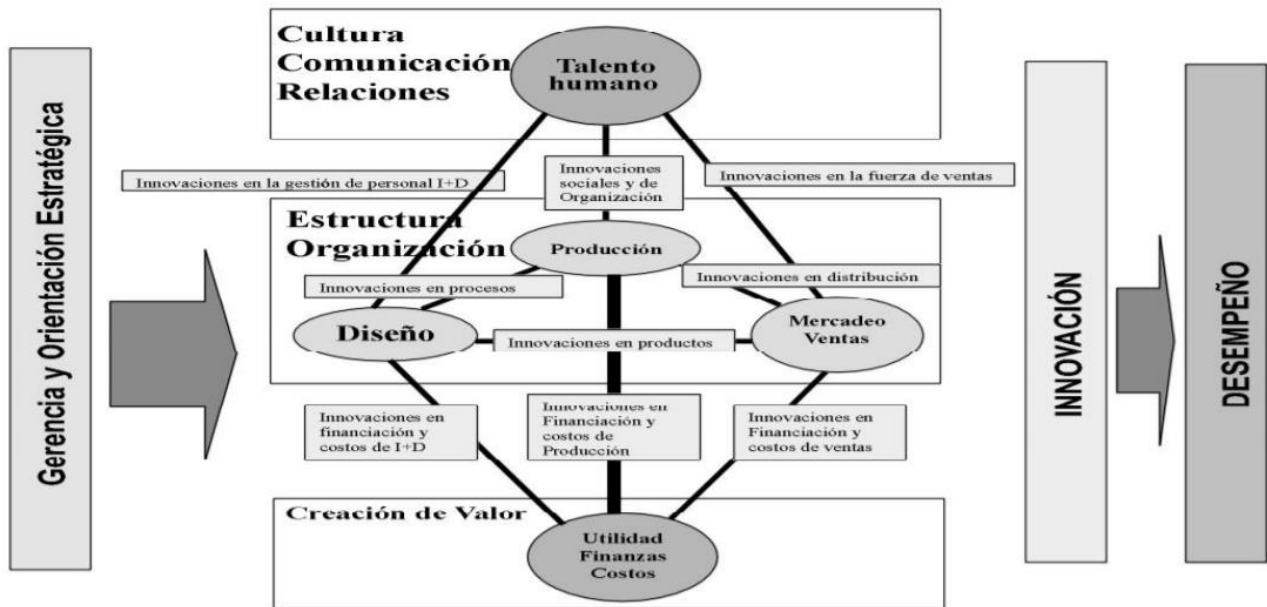 Gerencia y Orientación Estratégica
Cultura
Comunicación
Relaciones
Talento
humano
Innovaciones en la gestión de personal I+D
Innovaciones
sociales y de
Organización
Innovaciones en la fuerza de ventas
Estructura
Organización
Producción
Innovaciones en procesos
Innovaciones en distribución
Diseño
Innovaciones en productos
Mercadeo
Ventas
Innovaciones en
financiación y
costos de I+D
Innovaciones en
Financiación y
costos de
Producción
Innovaciones en
Financiación y
costos de ventas
Creación de Valor
Utilidad
Finanzas
Costos
INNOVACIÓN
DESEMPEÑO